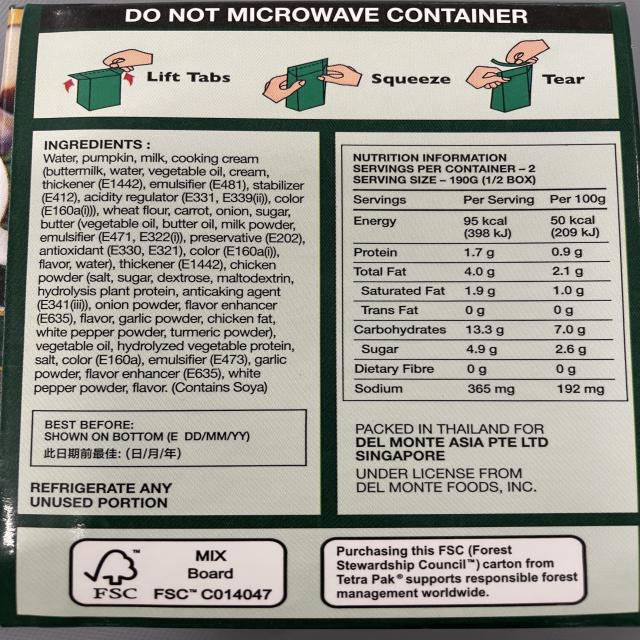 DO NOT MICROWAVE CONTAINER
Lift Tabs
Squeeze
Tear
INGREDIENTS :
Water, pumpkin, milk, cooking cream
(buttermilk, water, vegetable oil, cream,
thickener (E1442), emulsifier (E481), stabilizer
(E412), acidity regulator (E331, E339(ii)), color
(E160a(i))), wheat flour, carrot, onion, sugar,
butter (vegetable oil, butter oil, milk powder,
emulsifier (E471, E322(i)), preservative (E202),
antioxidant (E330, E321), color (E160a(i)),
flavor, water), thickener (E1442), chicken
powder (salt, sugar, dextrose, maltodextrin,
hydrolysis plant protein, anticaking agent
(E341(iii)), onion powder, flavor enhancer
(E635), flavor, garlic powder, chicken fat,
white pepper powder, turmeric powder),
vegetable oil, hydrolyzed vegetable protein,
salt, color (E160a), emulsifier (E473), garlic
powder, flavor enhancer (E635), white
pepper powder, flavor. (Contains Soya)
BEST BEFORE:
SHOWN ON BOTTOM (E DD/MM/YY)
此日期前最佳: (日/月/年)
REFRIGERATE ANY
UNUSED PORTION
NUTRITION INFORMATION
SERVINGS PER CONTAINER – 2
SERVING SIZE – 190G (1/2 BOX)
Servings Per Serving Per 100g
Energy 95 kcal 50 kcal
(398 kJ) (209 kJ)
Protein 1.7 g 0.9 g
Total Fat 4.0 g 2.1 g
Saturated Fat 1.9 g 1.0 g
Trans Fat 0 g 0 g
Carbohydrates 13.3 g 7.0 g
Sugar 4.9 g 2.6 g
Dietary Fibre 0 g 0 g
Sodium 365 mg 192 mg
PACKED IN THAILAND FOR
DEL MONTE ASIA PTE LTD
SINGAPORE
UNDER LICENSE FROM
DEL MONTE FOODS, INC.
FSC
MIX
Board
FSC™ C014047
Purchasing this FSC (Forest
Stewardship Council™) carton from
Tetra Pak® supports responsible forest
management worldwide.